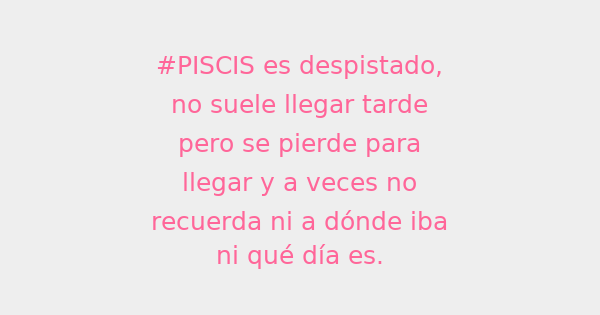 #PISCIS es despistado,
no suele llegar tarde
pero se pierde para
llegar y a veces no
recuerda ni a dónde iba
ni qué día es.